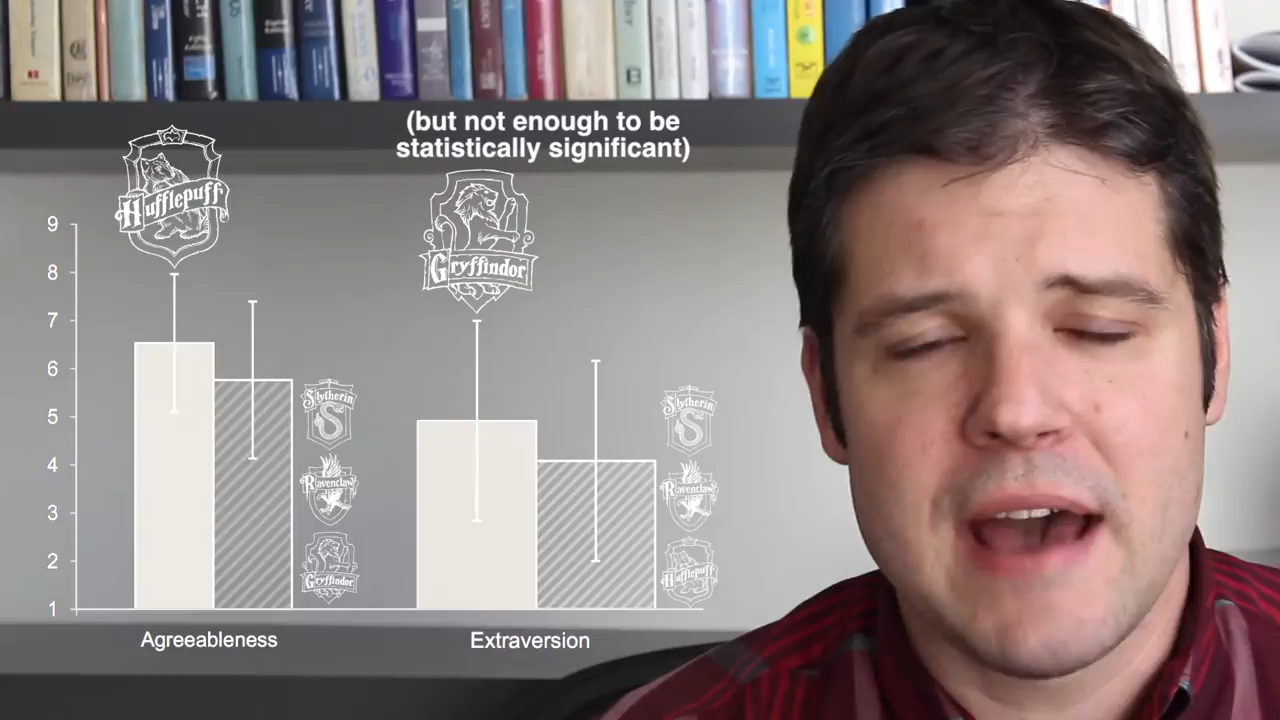 (but not enough to be
statistically significant)
Hufflepuff
Gryffindor
9
8
7
6
5
4
3
2
1
Slytherin
Ravenclaw
Gryffindor
Slytherin
Ravenclaw
Hufflepuff
Agreeableness
Extraversion